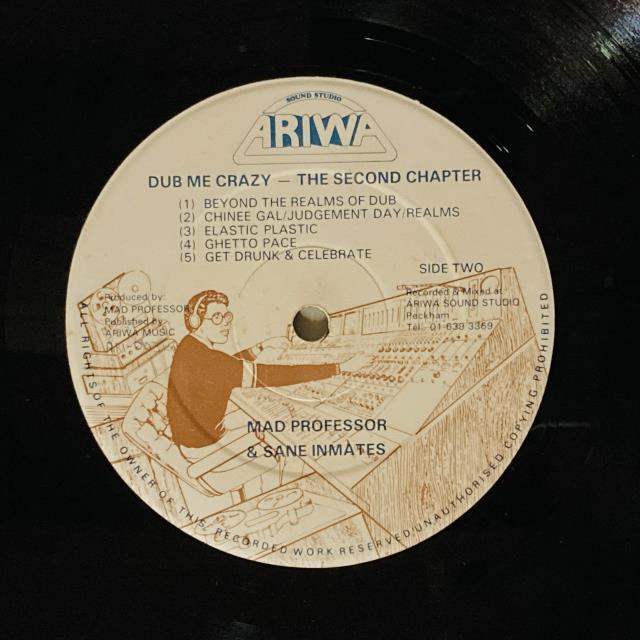 SOUND STUDIO
ARIWA
DUB ME CRAZY — THE SECOND CHAPTER
(1) BEYOND THE REALMS OF DUB
(2) CHINEE GAL/JUDGEMENT DAY/REALMS
(3) ELASTIC PLASTIC
(4) GHETTO PACE
(5) GET DRUNK & CELEBRATE
SIDE TWO
Produced by:
MAD PROFESSOR
Published by:
ARIWA MUSIC
Recorded & Mixed at:
ARIWA SOUND STUDIO
Peckham
Tel. 01 639 3369
MAD PROFESSOR
& SANE INMATES
ALL RIGHTS OF THE OWNER OF THIS RECORDED WORK RESERVED/UNAUTHORISED COPYING PROHIBITED